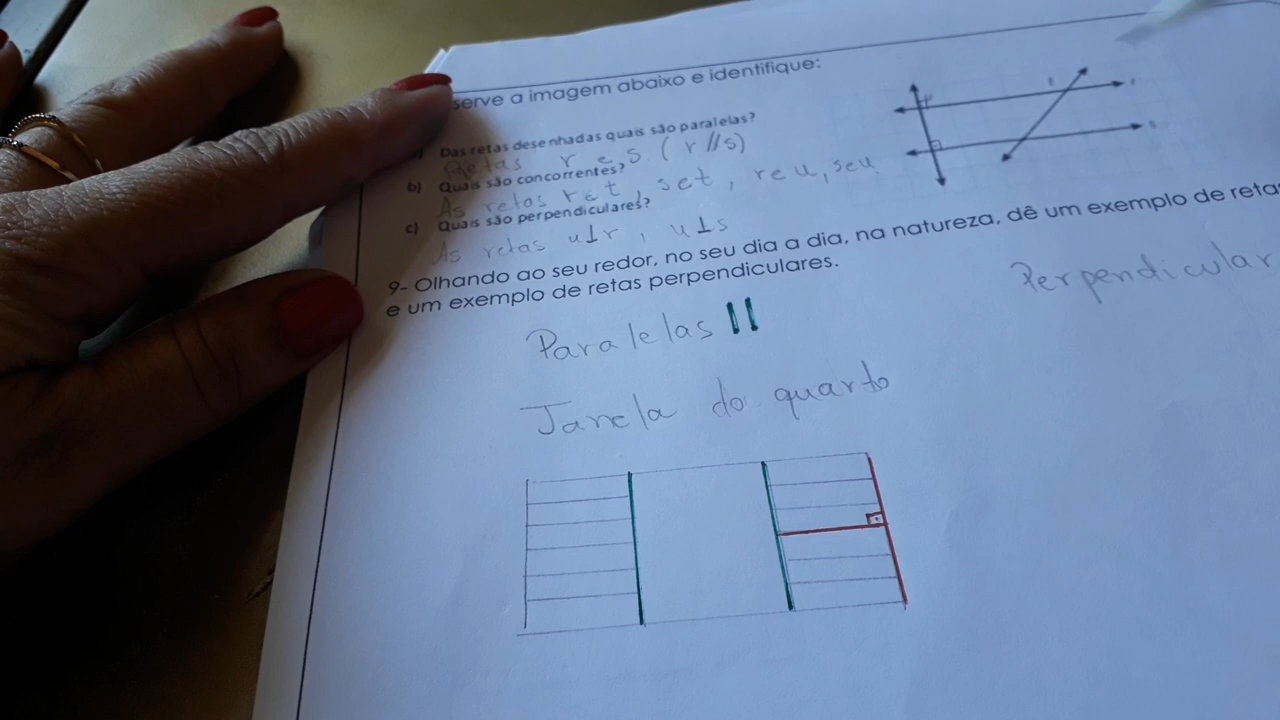 serve a imagem abaixo e identifique:
Das retas desenhadas quais são paralelas?
Retas r e s (r//s)
b) Quais são concorrentes?
As retas r e t, s e t, r e u, s e u
c) Quais são perpendiculares?
As retas u⊥r, u⊥s
9- Olhando ao seu redor, no seu dia a dia, na natureza, dê um exemplo de reta
e um exemplo de retas perpendiculares.
Paralelas ||
Perpendicular
Janela do quarto